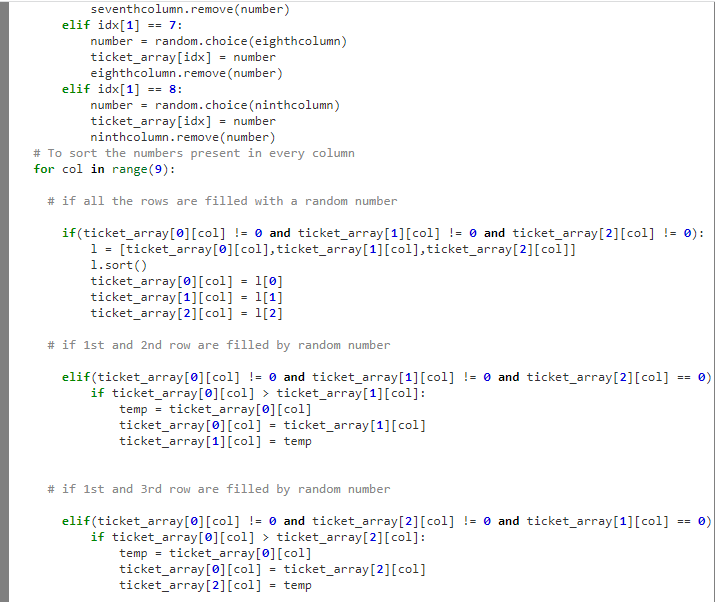 seventhcolumn.remove(number)
elif idx[1] == 7:
number = random.choice(eighthcolumn)
ticket_array[idx] = number
eighthcolumn.remove(number)
elif idx[1] == 8:
number = random.choice(ninthcolumn)
ticket_array[idx] = number
ninthcolumn.remove(number)
# To sort the numbers present in every column
for col in range(9):
# if all the rows are filled with a random number
if(ticket_array[0][col] != 0 and ticket_array[1][col] != 0 and ticket_array[2][col] != 0):
l = [ticket_array[0][col],ticket_array[1][col],ticket_array[2][col]]
l.sort()
ticket_array[0][col] = l[0]
ticket_array[1][col] = l[1]
ticket_array[2][col] = l[2]
# if 1st and 2nd row are filled by random number
elif(ticket_array[0][col] != 0 and ticket_array[1][col] != 0 and ticket_array[2][col] == 0)
if ticket_array[0][col] > ticket_array[1][col]:
temp = ticket_array[0][col]
ticket_array[0][col] = ticket_array[1][col]
ticket_array[1][col] = temp
# if 1st and 3rd row are filled by random number
elif(ticket_array[0][col] != 0 and ticket_array[2][col] != 0 and ticket_array[1][col] == 0)
if ticket_array[0][col] > ticket_array[2][col]:
temp = ticket_array[0][col]
ticket_array[0][col] = ticket_array[2][col]
ticket_array[2][col] = temp